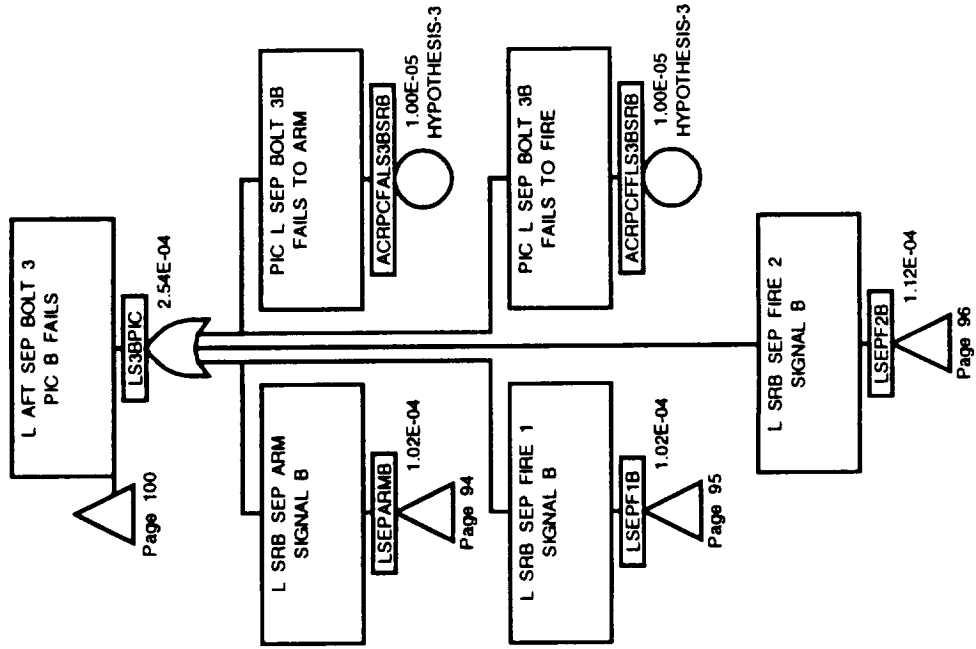 L AFT SEP BOLT 3
PIC B FAILS
LS3BPIC
2.54E-04
Page 100
L SRB SEP ARM
SIGNAL B
LSEPARMB
1.02E-04
Page 94
PIC L SEP BOLT 3B
FAILS TO ARM
ACRPCFALS3BSRB
1.00E-05
HYPOTHESIS-3
L SRB SEP FIRE 1
SIGNAL B
LSEPF1B
1.02E-04
Page 95
PIC L SEP BOLT 3B
FAILS TO FIRE
ACRPCFFLS3BSRB
1.00E-05
HYPOTHESIS-3
L SRB SEP FIRE 2
SIGNAL B
LSEPF2B
1.12E-04
Page 96